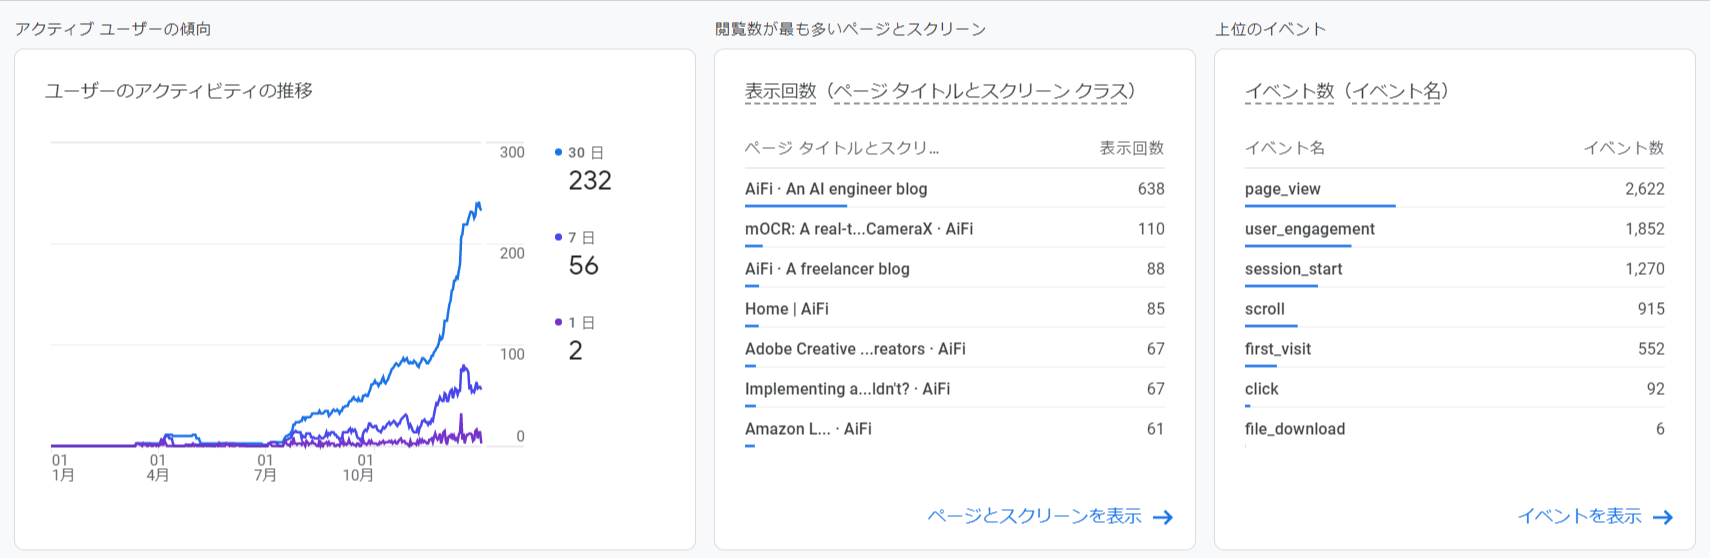 アクティブ ユーザーの傾向
ユーザーのアクティビティの推移
300
200
100
0
01
1月
01
4月
01
7月
01
10月
30 日
232
7 日
56
1 日
2
閲覧数が最も多いページとスクリーン
表示回数（ページ タイトルとスクリーン クラス）
ページ タイトルとスクリ... 表示回数
AiFi · An AI engineer blog 638
mOCR: A real-t...CameraX · AiFi 110
AiFi · A freelancer blog 88
Home | AiFi 85
Adobe Creative ...reators · AiFi 67
Implementing a...ldn't? · AiFi 67
Amazon L... · AiFi 61
ページとスクリーンを表示
上位のイベント
イベント数（イベント名）
イベント名 イベント数
page_view 2,622
user_engagement 1,852
session_start 1,270
scroll 915
first_visit 552
click 92
file_download 6
イベントを表示